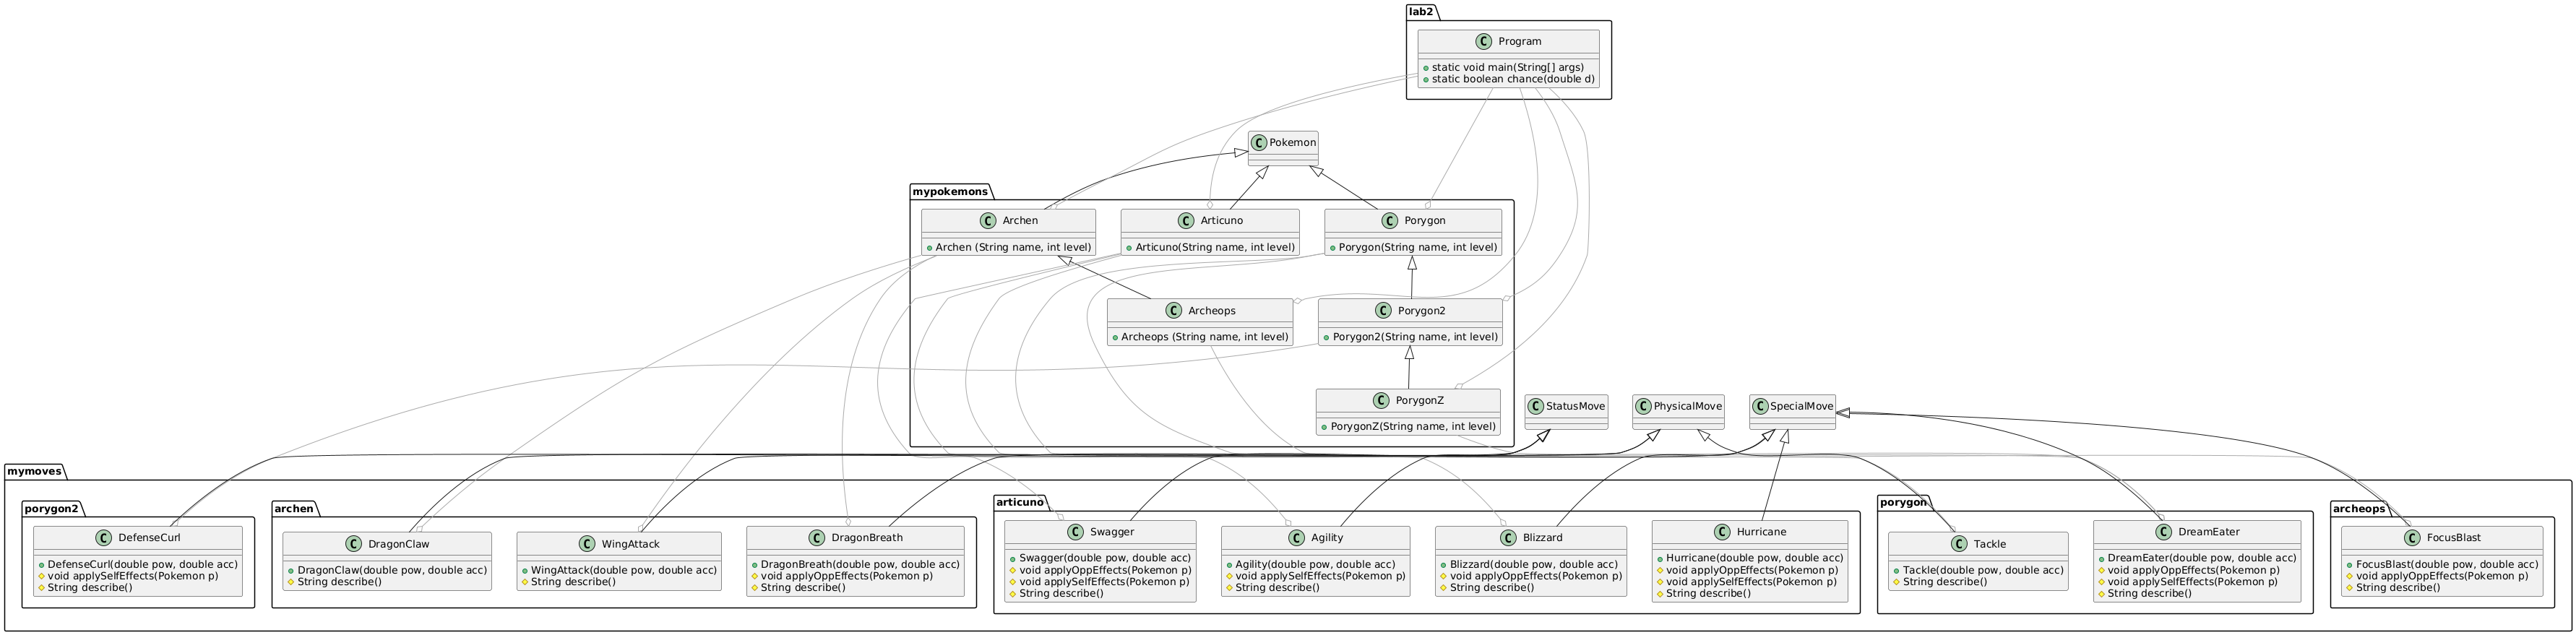 lab2
C Program
static void main(String[] args)
static boolean chance(double d)
C Pokemon
mypokemons
C Archen
Archen (String name, int level)
C Articuno
Articuno(String name, int level)
C Porygon
Porygon(String name, int level)
C Archeops
Archeops (String name, int level)
C Porygon2
Porygon2(String name, int level)
C PorygonZ
PorygonZ(String name, int level)
C StatusMove
C PhysicalMove
C SpecialMove
mymoves
porygon2
C DefenseCurl
DefenseCurl(double pow, double acc)
void applySelfEffects(Pokemon p)
String describe()
archen
C DragonClaw
DragonClaw(double pow, double acc)
String describe()
C WingAttack
WingAttack(double pow, double acc)
String describe()
C DragonBreath
DragonBreath(double pow, double acc)
void applyOppEffects(Pokemon p)
String describe()
articuno
C Swagger
Swagger(double pow, double acc)
void applyOppEffects(Pokemon p)
void applySelfEffects(Pokemon p)
String describe()
C Agility
Agility(double pow, double acc)
void applySelfEffects(Pokemon p)
String describe()
C Blizzard
Blizzard(double pow, double acc)
void applyOppEffects(Pokemon p)
String describe()
C Hurricane
Hurricane(double pow, double acc)
void applyOppEffects(Pokemon p)
void applySelfEffects(Pokemon p)
String describe()
porygon
C Tackle
Tackle(double pow, double acc)
String describe()
C DreamEater
DreamEater(double pow, double acc)
void applyOppEffects(Pokemon p)
void applySelfEffects(Pokemon p)
String describe()
archeops
C FocusBlast
FocusBlast(double pow, double acc)
void applyOppEffects(Pokemon p)
String describe()